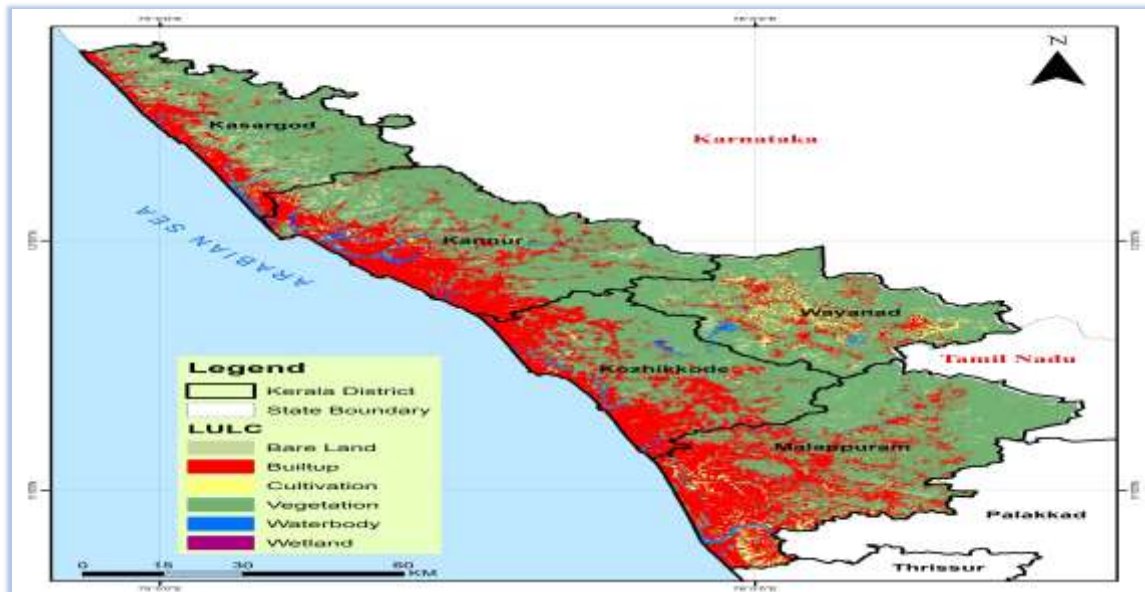 N
Karnataka
Kasargod
ARABIAN SEA
Kannur
Wayanad
Tamil Nadu
Kozhikkode
Malappuram
Palakkad
Thrissur
Legend
Kerala District
State Boundary
LULC
Bare Land
Builtup
Cultivation
Vegetation
Waterbody
Wetland
0 15 30 60
KM